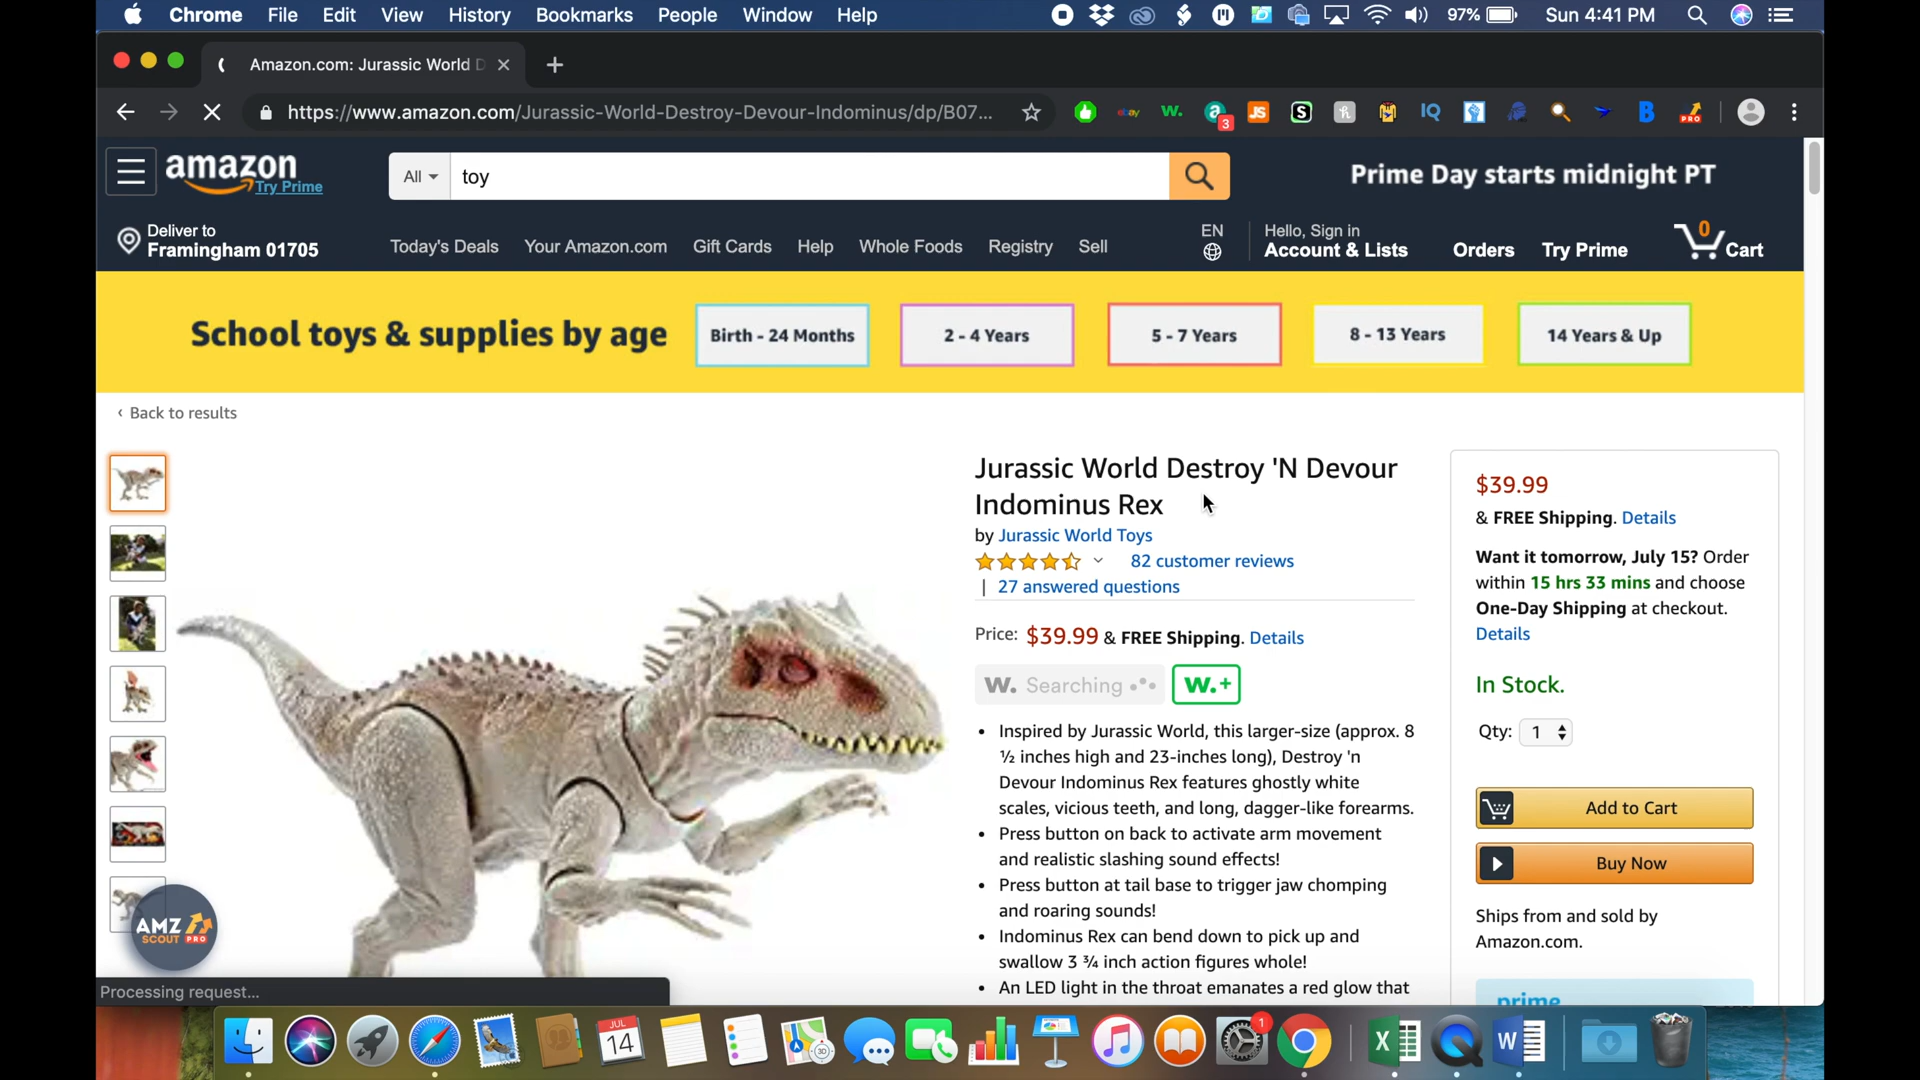 Chrome File Edit View History Bookmarks People Window Help 97% Sun 4:41 PM
Amazon.com: Jurassic World D
https://www.amazon.com/Jurassic-World-Destroy-Devour-Indominus/dp/B07...
ebay W. a 3 JS S h IQ B PRO
amazon Try Prime
All toy
Prime Day starts midnight PT
Deliver to
Framingham 01705
Today's Deals Your Amazon.com Gift Cards Help Whole Foods Registry Sell
EN
Hello, Sign in
Account & Lists
Orders Try Prime
0 Cart
School toys & supplies by age
Birth - 24 Months
2 - 4 Years
5 - 7 Years
8 - 13 Years
14 Years & Up
‹ Back to results
Jurassic World Destroy 'N Devour
Indominus Rex
by Jurassic World Toys
82 customer reviews
| 27 answered questions
Price: $39.99 & FREE Shipping. Details
W. Searching
W.+
• Inspired by Jurassic World, this larger-size (approx. 8
½ inches high and 23-inches long), Destroy 'n
Devour Indominus Rex features ghostly white
scales, vicious teeth, and long, dagger-like forearms.
• Press button on back to activate arm movement
and realistic slashing sound effects!
• Press button at tail base to trigger jaw chomping
and roaring sounds!
• Indominus Rex can bend down to pick up and
swallow 3 ¾ inch action figures whole!
• An LED light in the throat emanates a red glow that
$39.99
& FREE Shipping. Details
Want it tomorrow, July 15? Order
within 15 hrs 33 mins and choose
One-Day Shipping at checkout.
Details
In Stock.
Qty: 1
Add to Cart
Buy Now
Ships from and sold by
Amazon.com.
prime
AMZ
SCOUT PRO
Processing request...
JUL
14
1
X
W